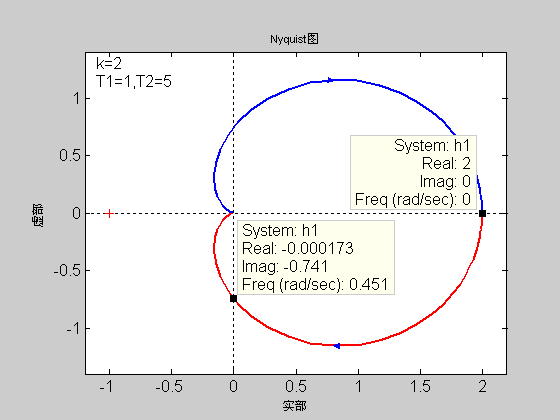 Nyquist图
k=2
T1=1,T2=5
1
0.5
0
-0.5
-1
虚部
System: h1
Real: 2
Imag: 0
Freq (rad/sec): 0
System: h1
Real: -0.000173
Imag: -0.741
Freq (rad/sec): 0.451
-1
-0.5
0
0.5
1
1.5
2
实部